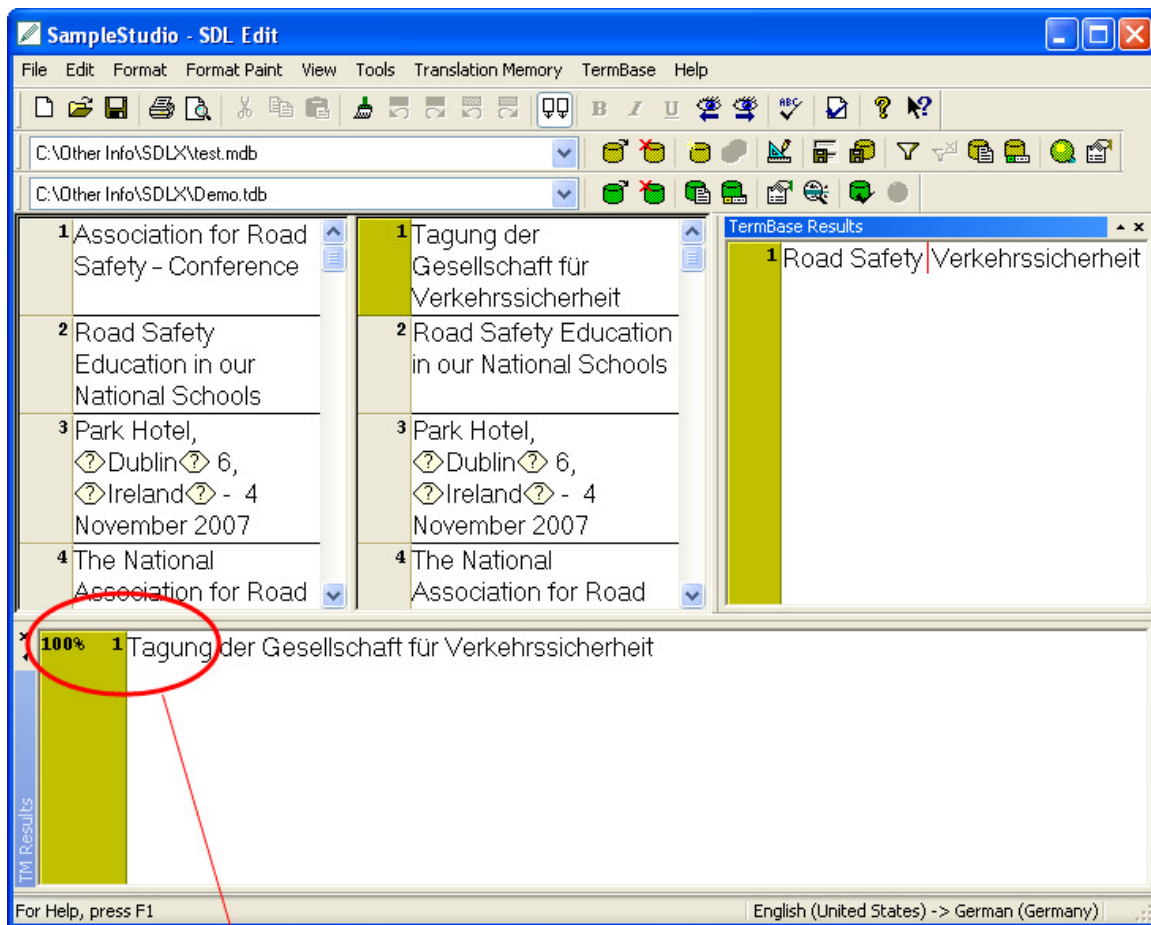 SampleStudio - SDL Edit
File Edit Format Format Paint View Tools Translation Memory TermBase Help
B I U ABC ? ?
C:\Other Info\SDLX\test.mdb
C:\Other Info\SDLX\Demo.tdb
1 Association for Road
Safety - Conference
2 Road Safety
Education in our
National Schools
3 Park Hotel,
?Dublin? 6,
?Ireland? - 4
November 2007
4 The National
Association for Road
1 Tagung der
Gesellschaft für
Verkehrssicherheit
2 Road Safety Education
in our National Schools
3 Park Hotel,
?Dublin? 6,
?Ireland? - 4
November 2007
4 The National
Association for Road
TermBase Results
1 Road Safety Verkehrssicherheit
100% 1 Tagung der Gesellschaft für Verkehrssicherheit
TM Results
For Help, press F1
English (United States) -> German (Germany)